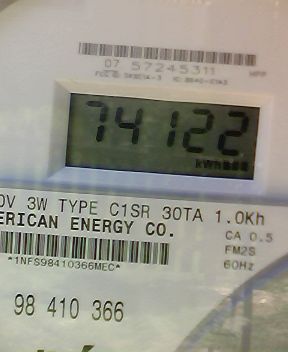 07 57245311
74122
kWh
0V 3W TYPE C1SR 30TA 1.0Kh
ERICAN ENERGY CO.
CA 0.5
FM2S
60Hz
*1NFS98410366MEC*
98 410 366